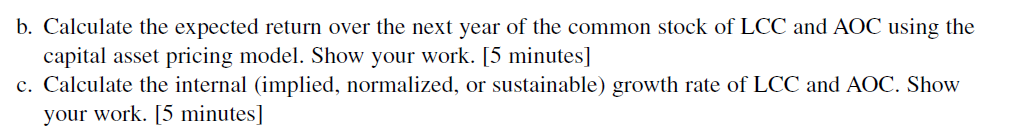 b. Calculate the expected return over the next year of the common stock of LCC and AOC using the
capital asset pricing model. Show your work. [5 minutes]
c. Calculate the internal (implied, normalized, or sustainable) growth rate of LCC and AOC. Show
your work. [5 minutes]